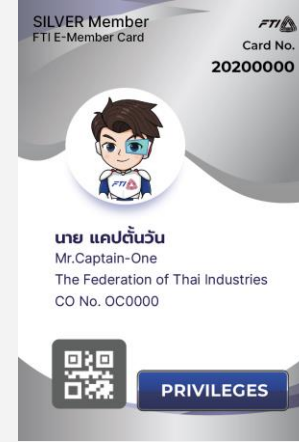 SILVER Member
FTI E-Member Card
FTI
Card No.
20200000
FTI
นาย แคปตั้นวัน
Mr.Captain-One
The Federation of Thai Industries
CO No. OC0000
PRIVILEGES